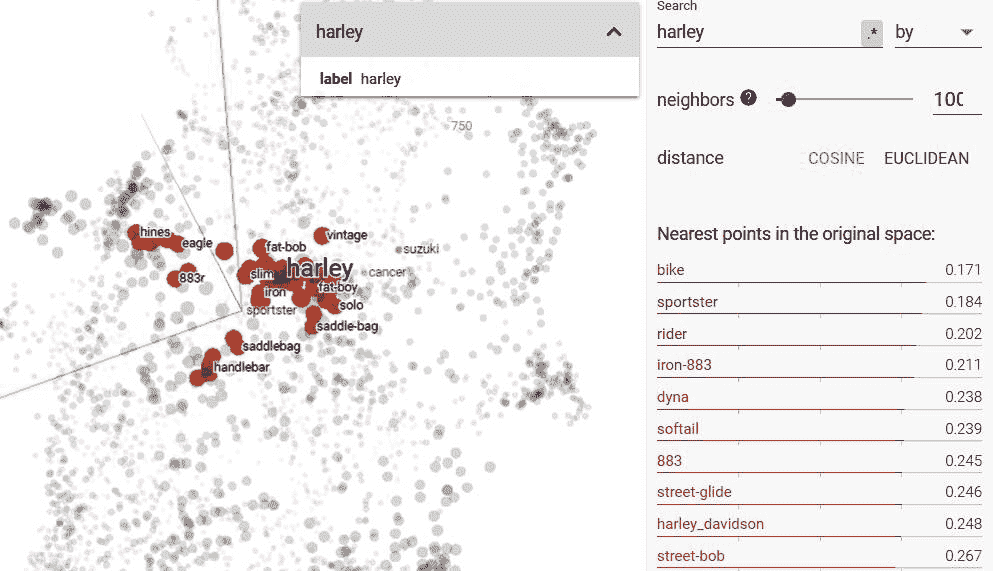 harley
label harley
750
hines
eagle
vintage
fat-bob
suzuki
883r
slim
harley
cancer
iron
fat-boy
solo
sportster
saddle-bag
saddlebag
handlebar
Search
harley .* by
neighbors ? 100
distance COSINE EUCLIDEAN
Nearest points in the original space:
bike 0.171
sportster 0.184
rider 0.202
iron-883 0.211
dyna 0.238
softail 0.239
883 0.245
street-glide 0.246
harley_davidson 0.248
street-bob 0.267